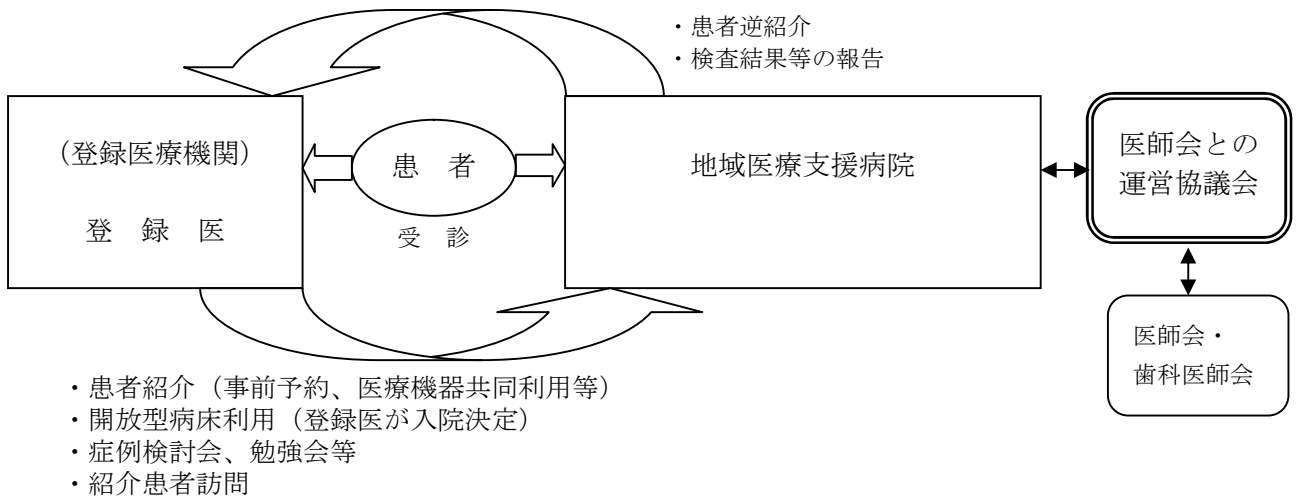 ・患者逆紹介
・検査結果等の報告
(登録医療機関)
登 録 医
患 者
受 診
地域医療支援病院
医師会との
運営協議会
医師会・
歯科医師会
・患者紹介（事前予約、医療機器共同利用等）
・開放型病床利用（登録医が入院決定）
・症例検討会、勉強会等
・紹介患者訪問